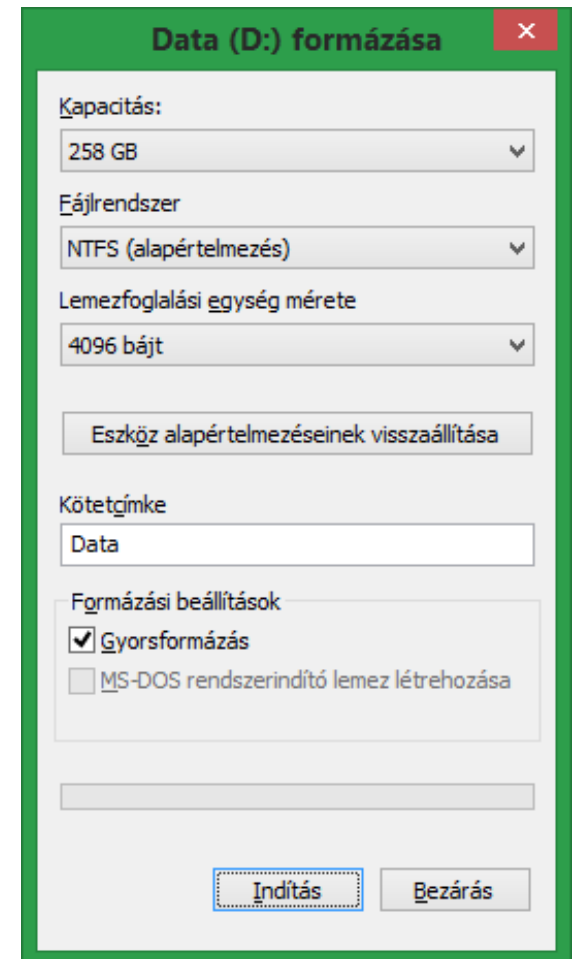 Data (D:) formázása
Kapacitás:
258 GB
Fájlrendszer
NTFS (alapértelmezés)
Lemezfoglalási egység mérete
4096 bájt
Eszköz alapértelmezéseinek visszaállítása
Kötetcímke
Data
Formázási beállítások
Gyorsformázás
MS-DOS rendszerindító lemez létrehozása
Indítás Bezárás